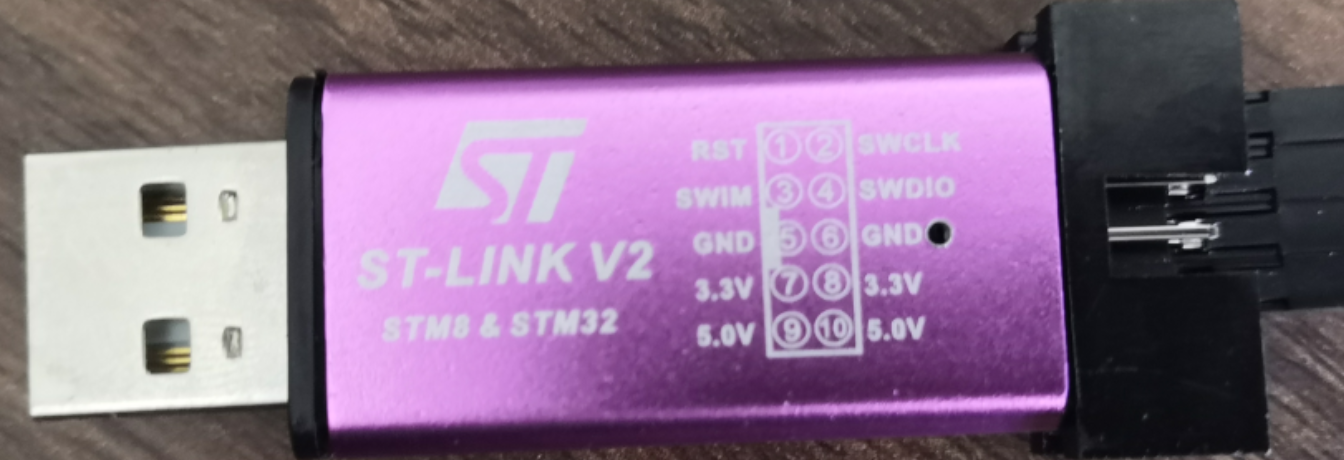 ST
ST-LINK V2
STM8 & STM32
RST 1 2 SWCLK
SWIM 3 4 SWDIO
GND 5 6 GND
3.3V 7 8 3.3V
5.0V 9 10 5.0V